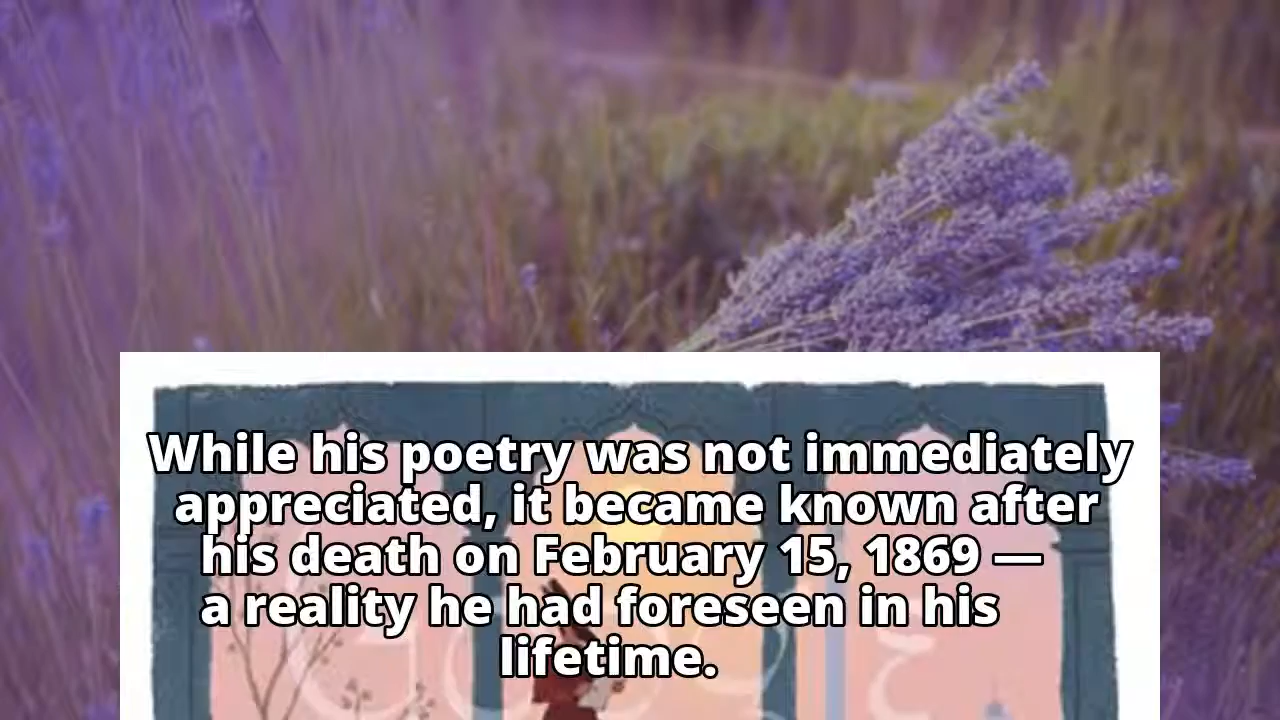 While his poetry was not immediately
appreciated, it became known after
his death on February 15, 1869 —
a reality he had foreseen in his
lifetime.